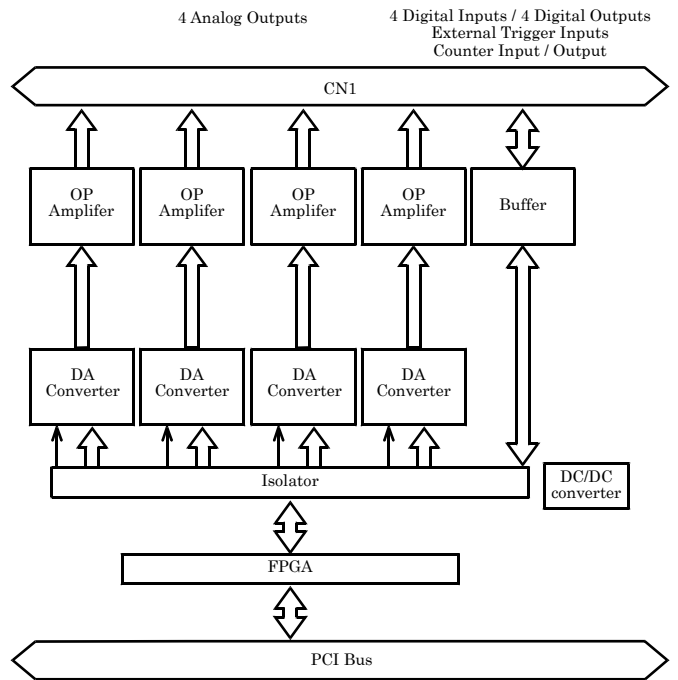 4 Analog Outputs
4 Digital Inputs / 4 Digital Outputs
External Trigger Inputs
Counter Input / Output
CN1
OP
Amplifer
OP
Amplifer
OP
Amplifer
OP
Amplifer
Buffer
DA
Converter
DA
Converter
DA
Converter
DA
Converter
Isolator
DC/DC
converter
FPGA
PCI Bus